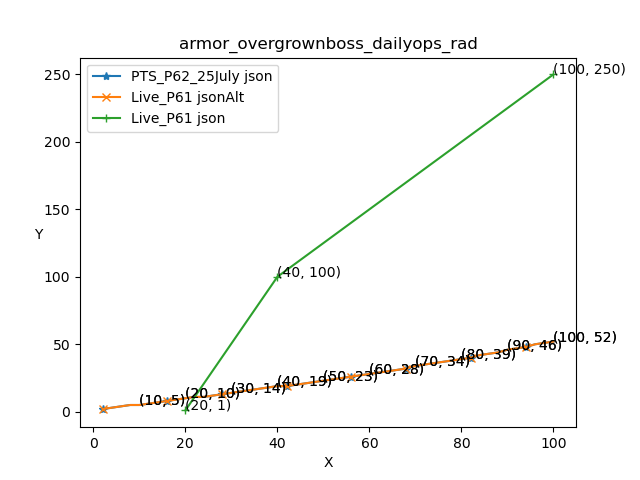 armor_overgrownboss_dailyops_rad
PTS_P62_25July json
Live_P61 jsonAlt
Live_P61 json
(100, 250)
250
200
150
Y
100
(40, 100)
50
(100, 52)
(90, 46)
(80, 39)
(70, 34)
(60, 28)
(50, 23)
(40, 19)
(30, 14)
(20, 10)
(10, 5)
(20, 1)
0
0 20 40 60 80 100
X